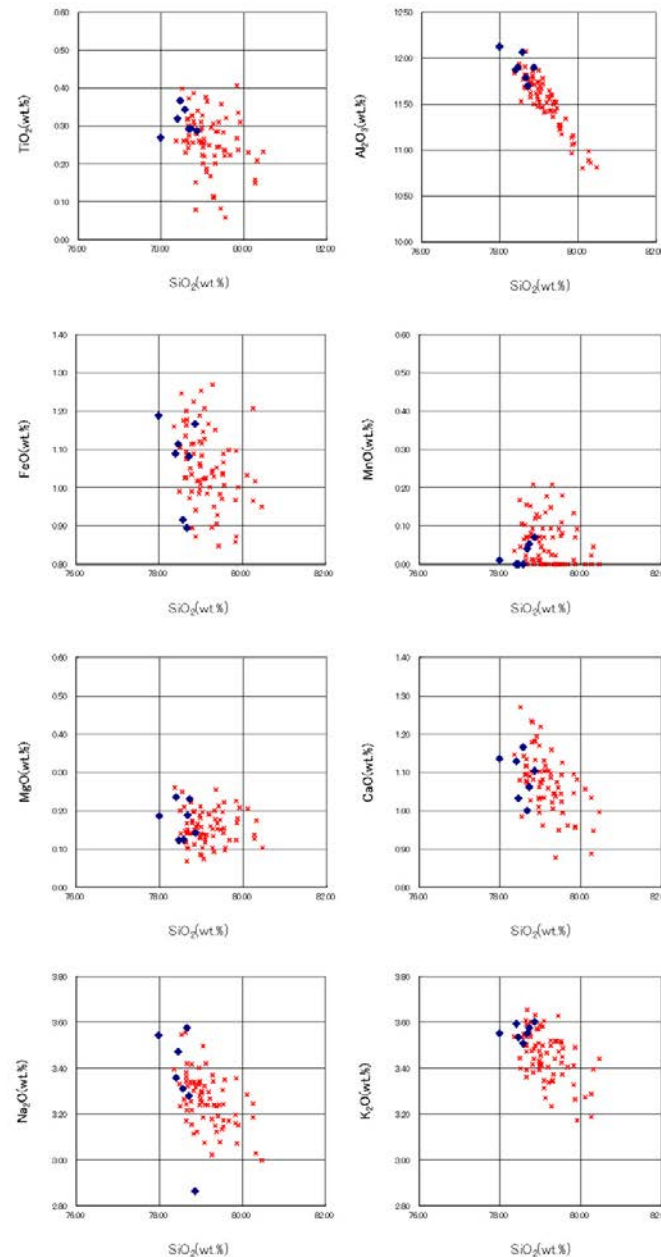 TiO₂(wt.%)
0.60
0.50
0.40
0.30
0.20
0.10
0.00
76.00 78.00 80.00 82.00
SiO₂(wt.%)
Al₂O₃(wt.%)
12.50
12.00
11.50
11.00
10.50
10.00
76.00 78.00 80.00 82.00
SiO₂(wt.%)
FeO(wt.%)
1.40
1.30
1.20
1.10
1.00
0.90
0.80
76.00 78.00 80.00 82.00
SiO₂(wt.%)
MnO(wt.%)
0.60
0.50
0.40
0.30
0.20
0.10
0.00
76.00 78.00 80.00 82.00
SiO₂(wt.%)
MgO(wt.%)
0.60
0.50
0.40
0.30
0.20
0.10
0.00
76.00 78.00 80.00 82.00
SiO₂(wt.%)
CaO(wt.%)
1.40
1.30
1.20
1.10
1.00
0.90
0.80
76.00 78.00 80.00 82.00
SiO₂(wt.%)
Na₂O(wt.%)
3.80
3.60
3.40
3.20
3.00
2.80
76.00 78.00 80.00 82.00
SiO₂(wt.%)
K₂O(wt.%)
3.80
3.60
3.40
3.20
3.00
2.80
76.00 78.00 80.00 82.00
SiO₂(wt.%)